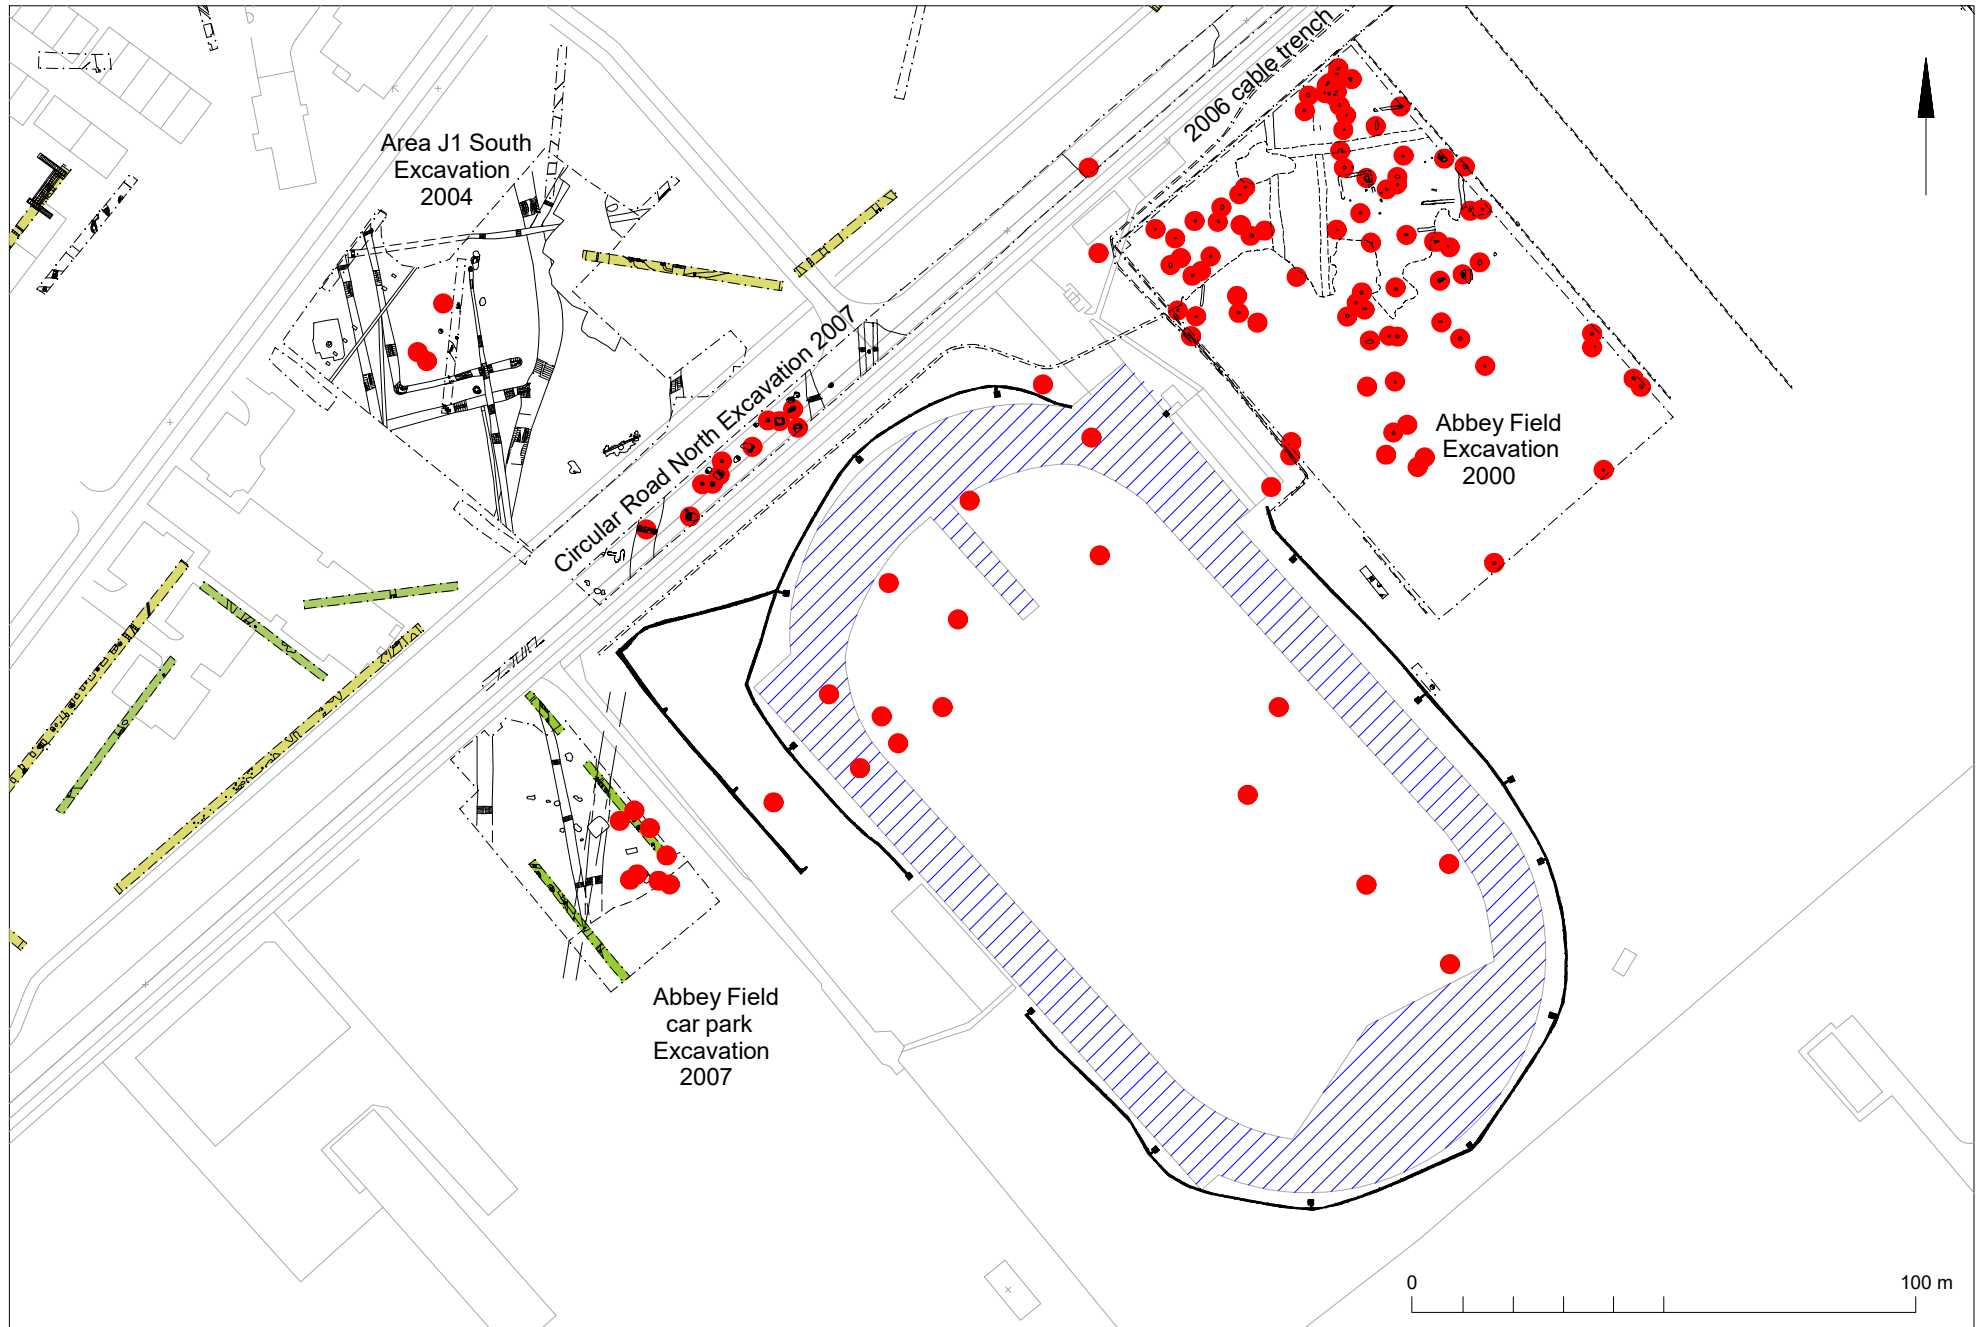 2006 cable trench
Area J1 South
Excavation
2004
Circular Road North Excavation 2007
Abbey Field
Excavation
2000
Abbey Field
car park
Excavation
2007
0
100 m